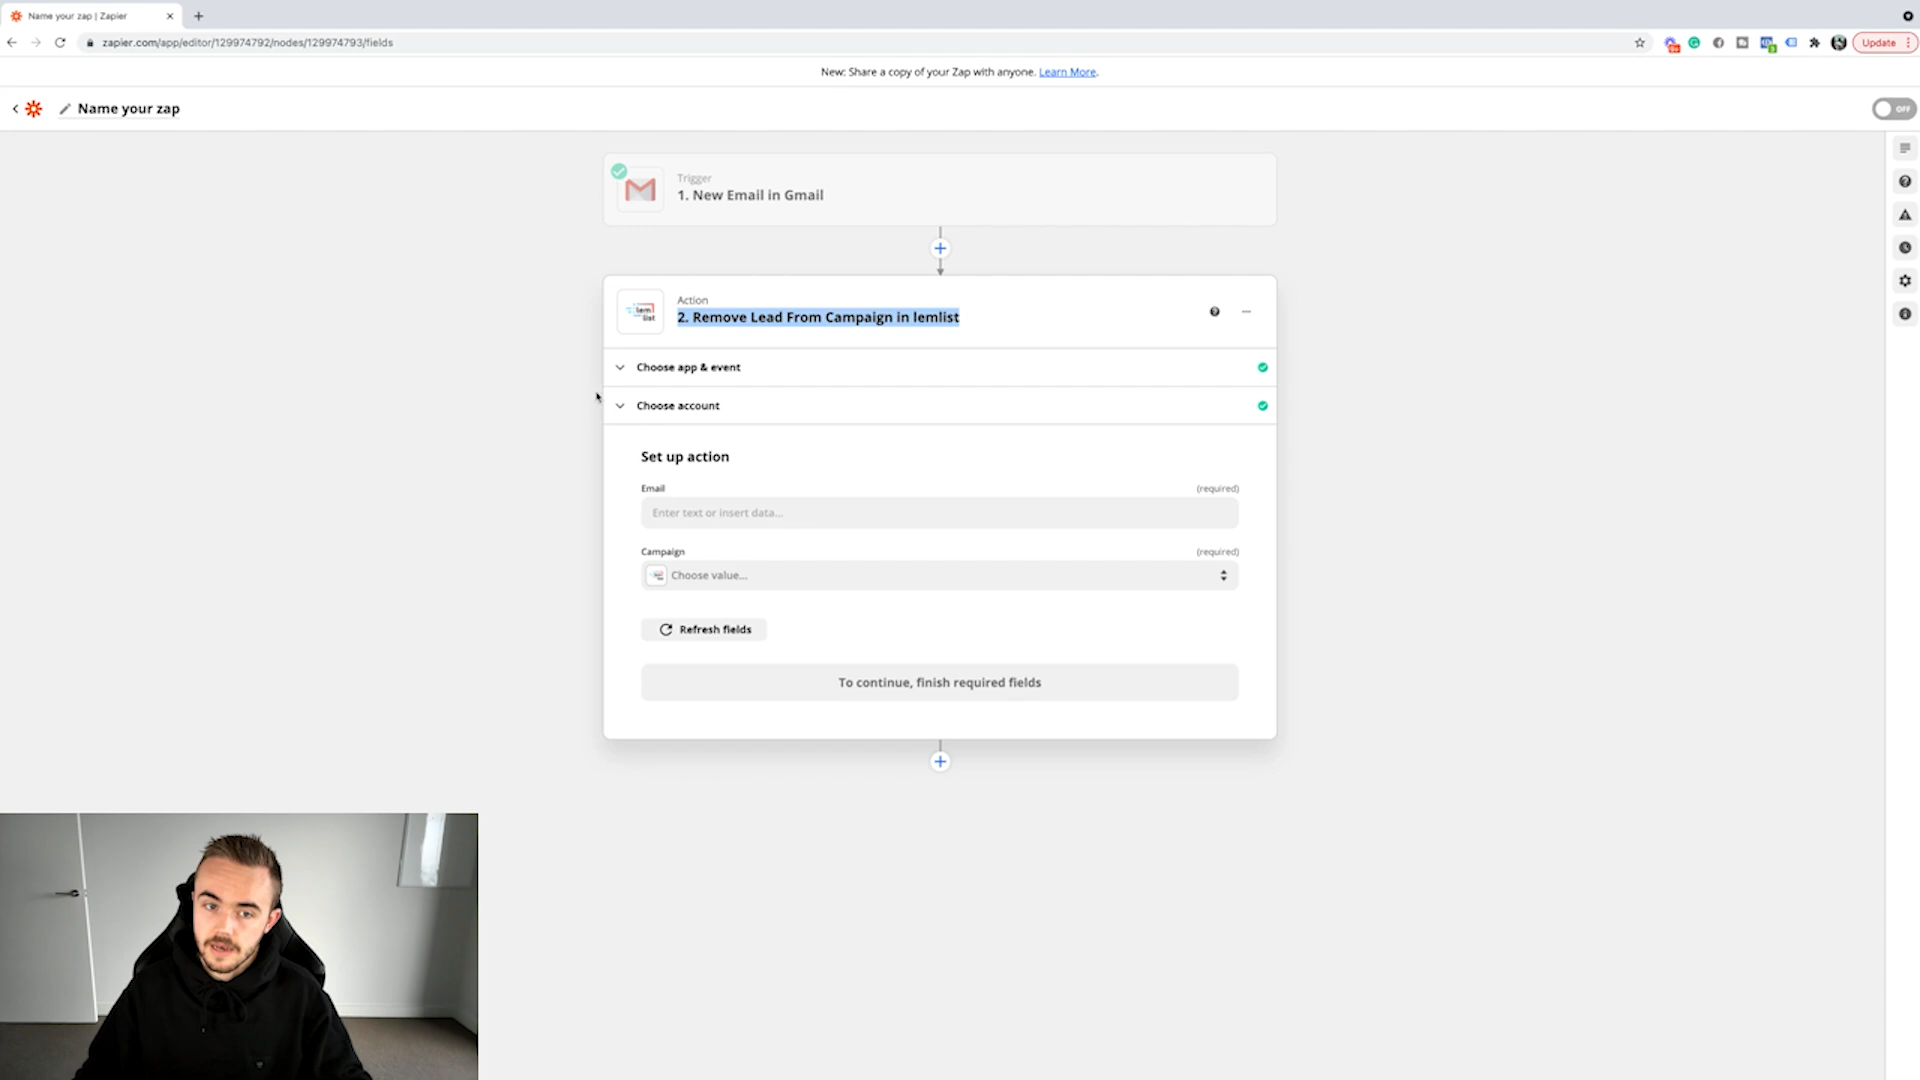 Name your zap | Zapier
zapier.com/app/editor/129974792/nodes/129974793/fields
Update
New: Share a copy of your Zap with anyone. Learn More.
Name your zap
OFF
Trigger
1. New Email in Gmail
lem
list
Action
2. Remove Lead From Campaign in lemlist
Choose app & event
Choose account
Set up action
Email (required)
Enter text or insert data...
Campaign (required)
Choose value...
Refresh fields
To continue, finish required fields